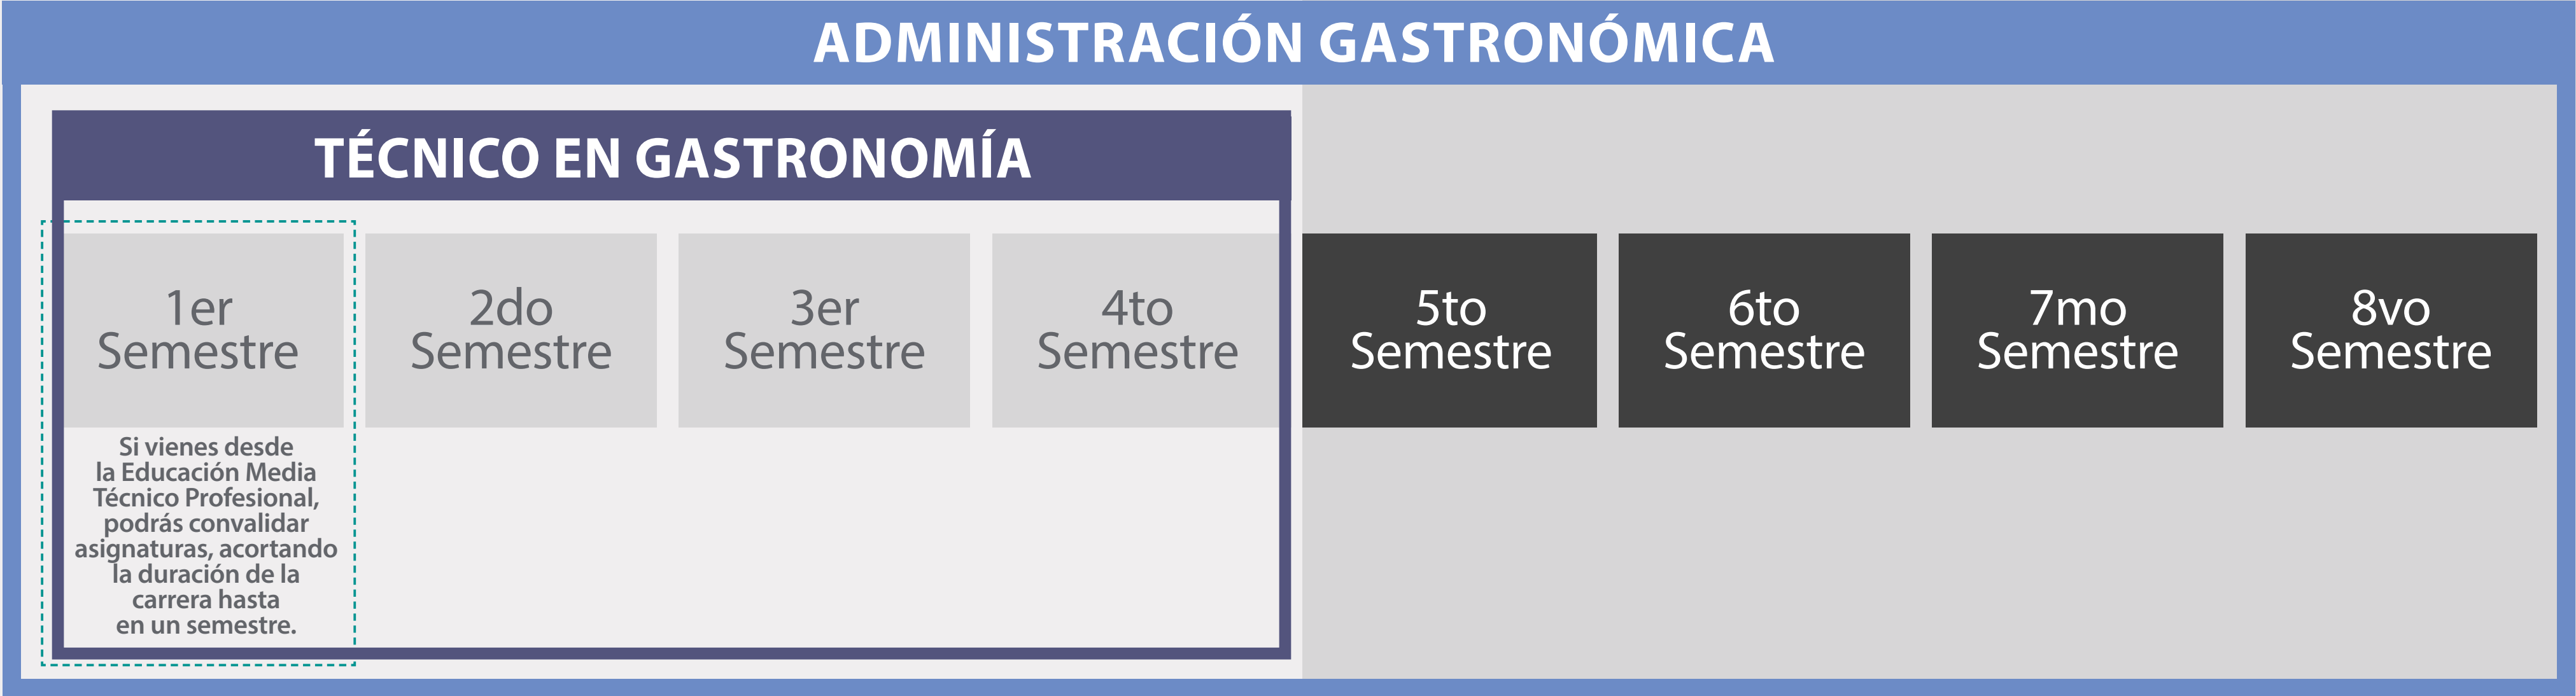 ADMINISTRACIÓN GASTRONÓMICA
TÉCNICO EN GASTRONOMÍA
1er
Semestre
2do
Semestre
3er
Semestre
4to
Semestre
5to
Semestre
6to
Semestre
7mo
Semestre
8vo
Semestre
Si vienes desde
la Educación Media
Técnico Profesional,
podrás convalidar
asignaturas, acortando
la duración de la
carrera hasta
en un semestre.